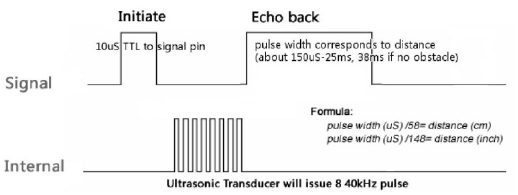 Initiate
Echo back
10uS TTL to signal pin
pulse width corresponds to distance
(about 150uS-25ms, 38ms if no obstacle)
Signal
Formula:
pulse width (uS) /58= distance (cm)
pulse width (uS) /148= distance (inch)
Internal
Ultrasonic Transducer will issue 8 40kHz pulse